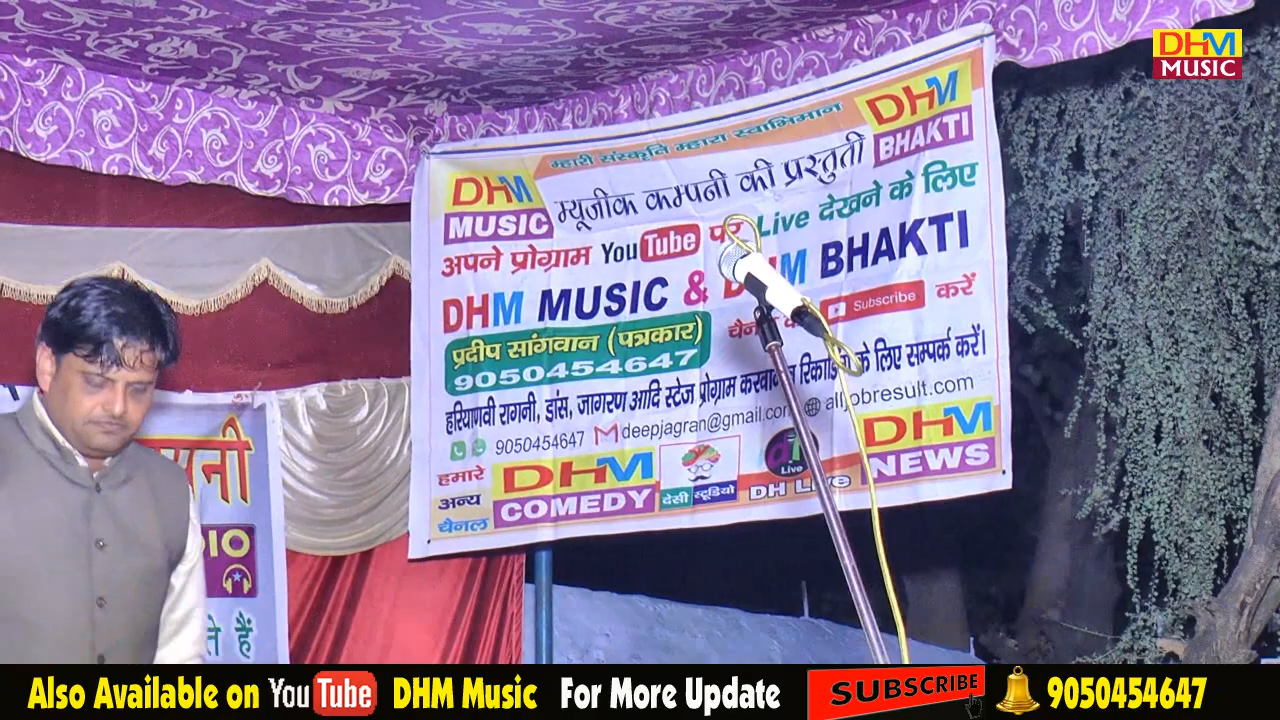 DHM
MUSIC
म्हारी संस्कृति म्हारा स्वाभिमान
DHM
BHAKTI
DHM
MUSIC
म्यूजीक कम्पनी की प्रस्तुती
अपने प्रोग्राम YouTube पर Live देखने के लिए
DHM MUSIC & DHM BHAKTI
प्रदीप सांगवान (पत्रकार)
9050454647
चैनल को Subscribe करें
हरियाणवी रागनी, डांस, जागरण आदि स्टेज प्रोग्राम करवाने व रिकार्डिंग के लिए सम्पर्क करें।
9050454647 deepjagran@gmail.com alljobresult.com
हमारे
अन्य
चैनल
DHM
COMEDY
देसी स्टूडियो
Live
DH Live
DHM
NEWS
ते हैं
Also Available on YouTube DHM Music For More Update SUBSCRIBE 9050454647